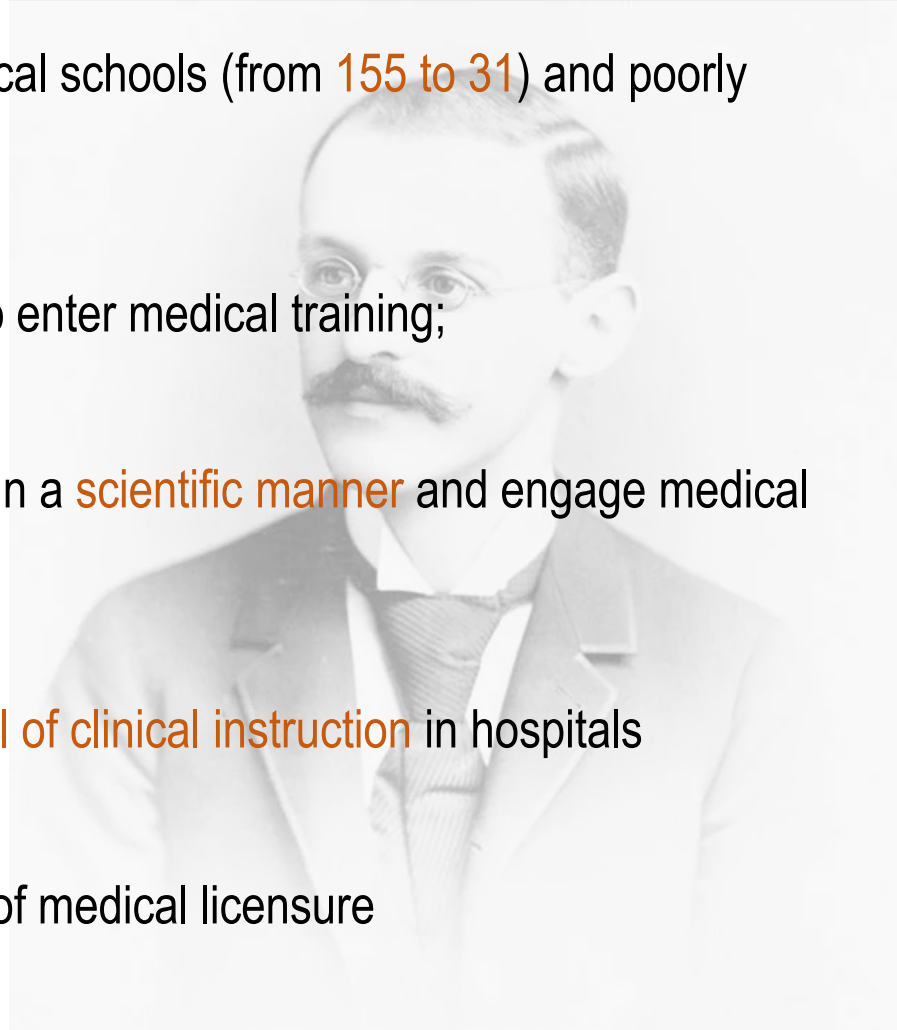 cal schools (from 155 to 31) and poorly
enter medical training;
n a scientific manner and engage medical
l of clinical instruction in hospitals
of medical licensure